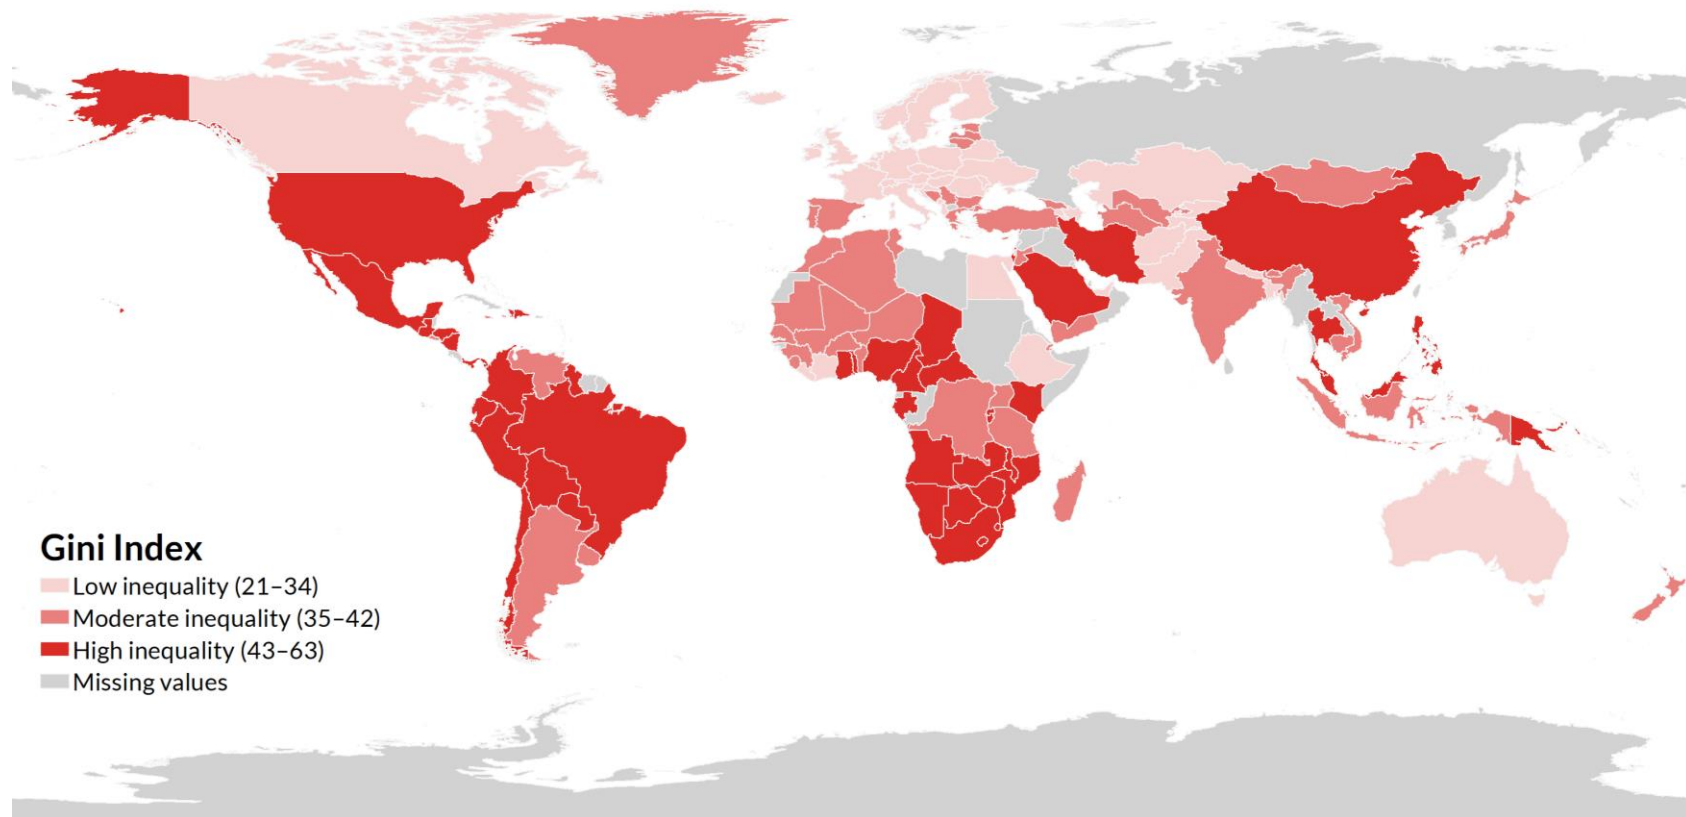 Gini Index
Low inequality (21–34)
Moderate inequality (35–42)
High inequality (43–63)
Missing values